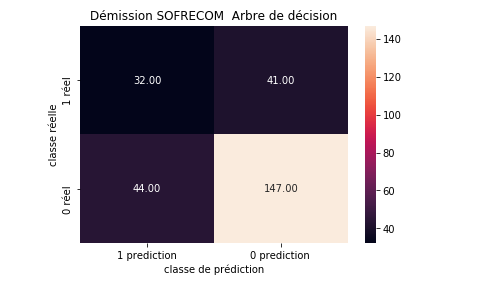 Démission SOFRECOM  Arbre de décision
classe réelle
1 réel
0 réel
32.00
41.00
44.00
147.00
1 prediction
0 prediction
classe de prédiction
140
120
100
80
60
40